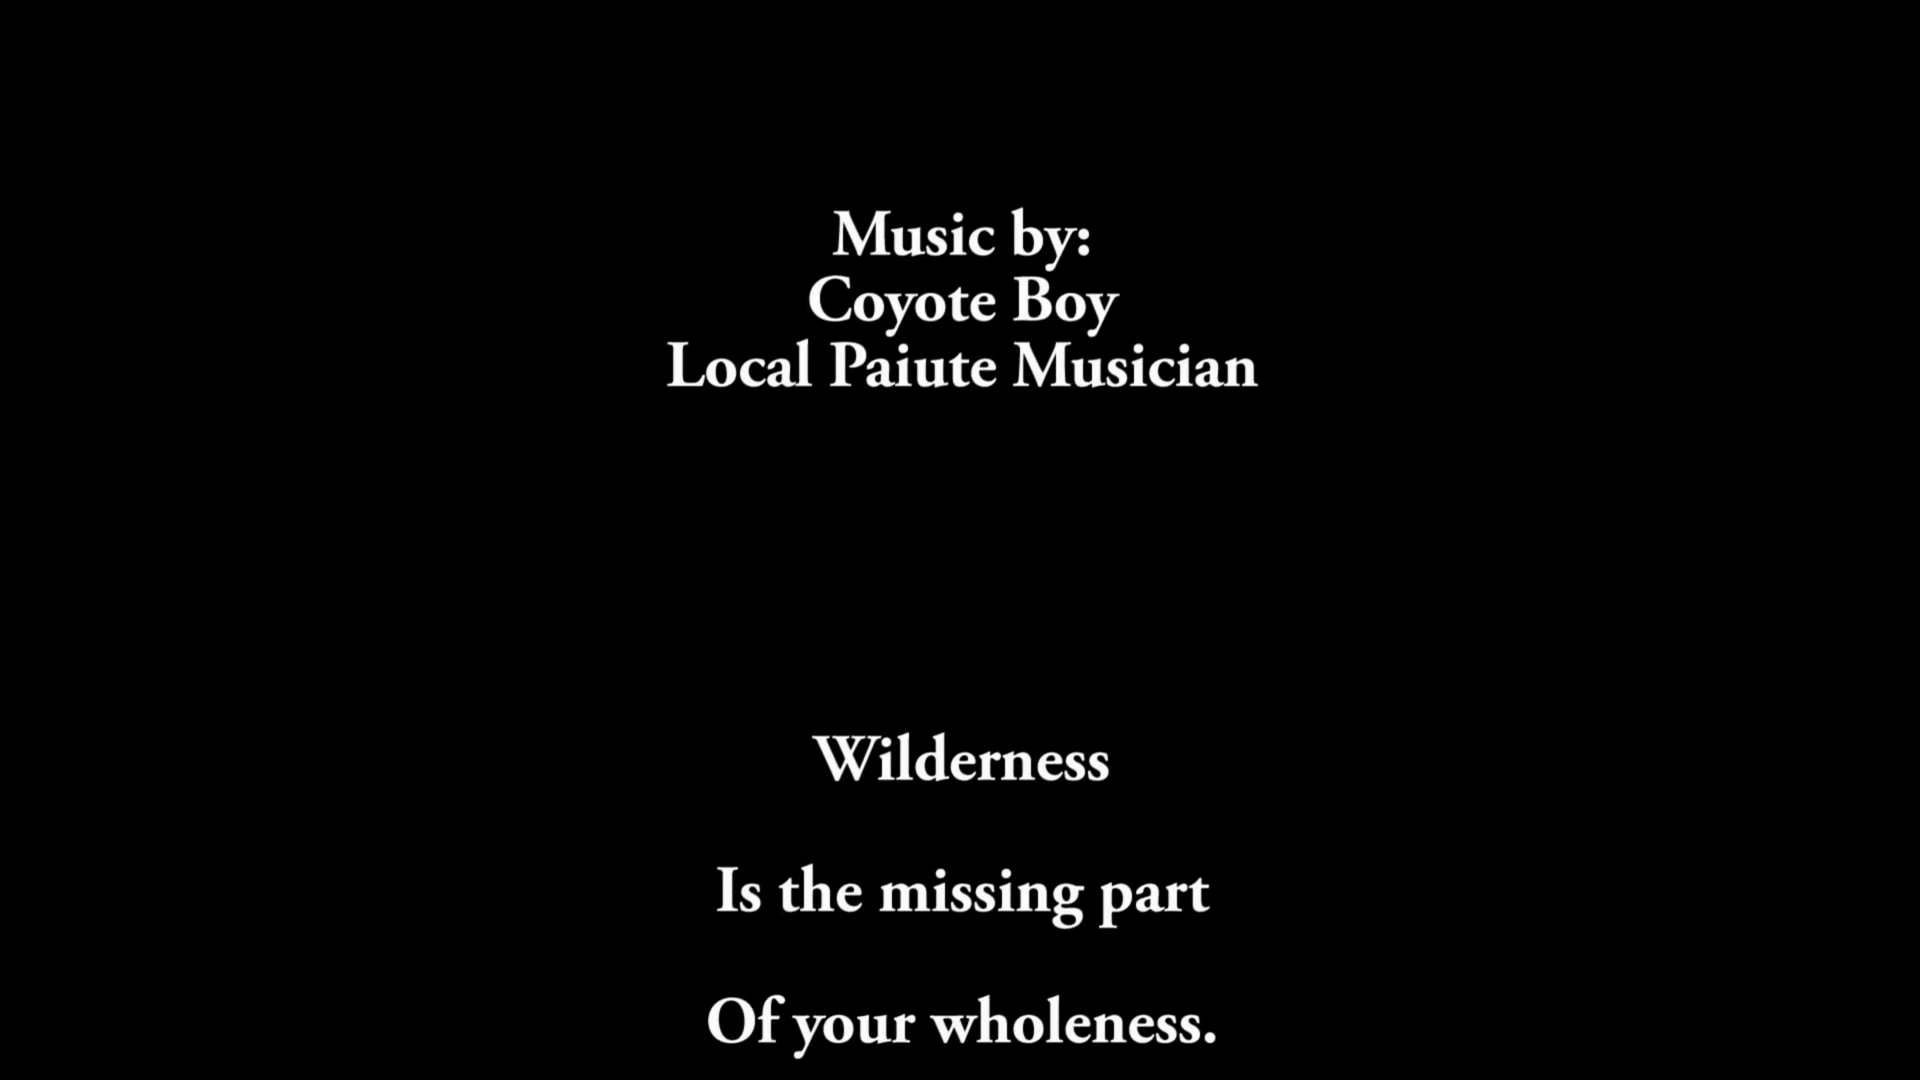 Music by:
Coyote Boy
Local Paiute Musician
Wilderness
Is the missing part
Of your wholeness.